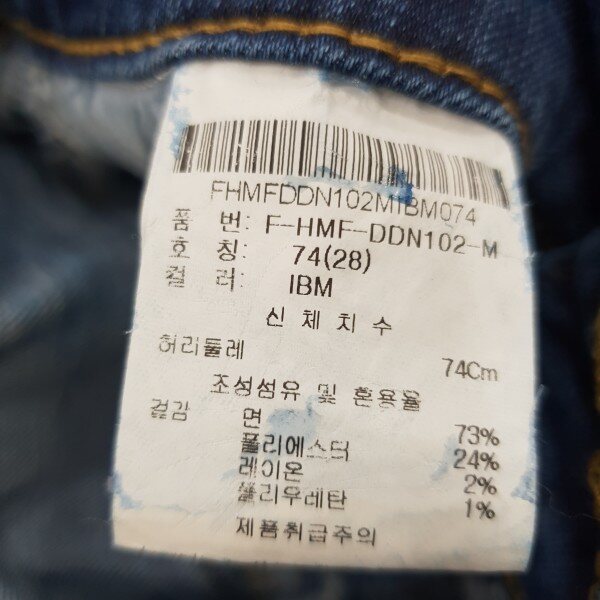 FHMFDDN102MIBM074
품 번: F-HMF-DDN102-M
호 칭: 74(28)
컬 러: IBM
신체치수
허리둘레 74Cm
조성섬유 및 혼용율
겉감 면 73%
폴리에스터 24%
레이온 2%
폴리우레탄 1%
제품취급주의